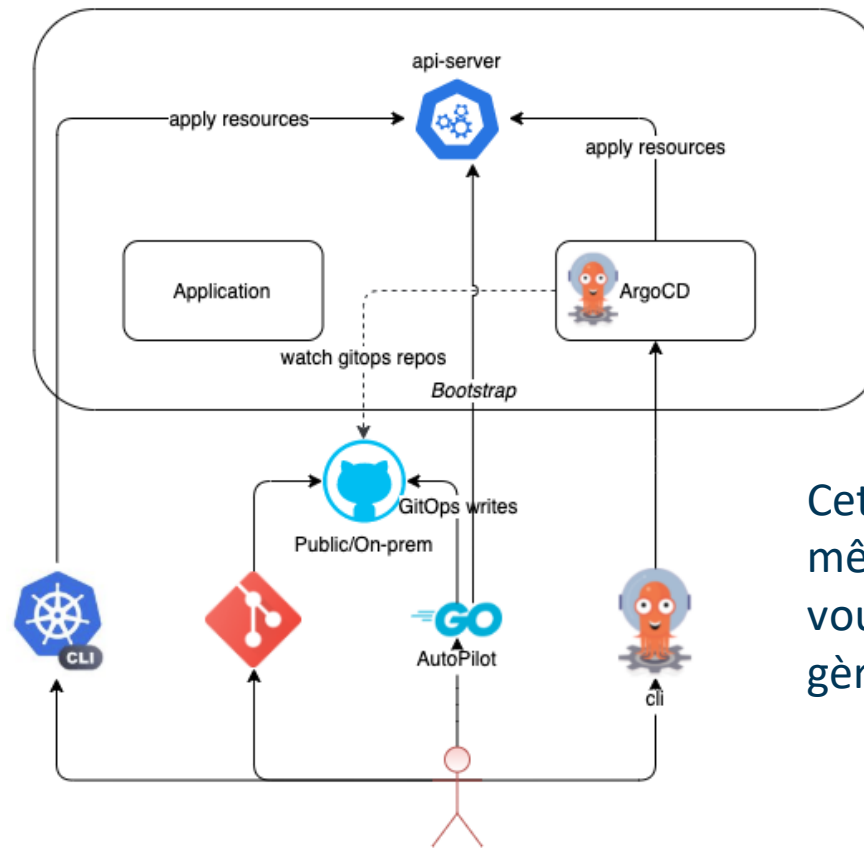 api-server
apply resources
apply resources
Application
ArgoCD
watch gitops repos
Bootstrap
GitOps writes
Public/On-prem
CLI
GO
AutoPilot
cli
Cet
mê
vou
gèr